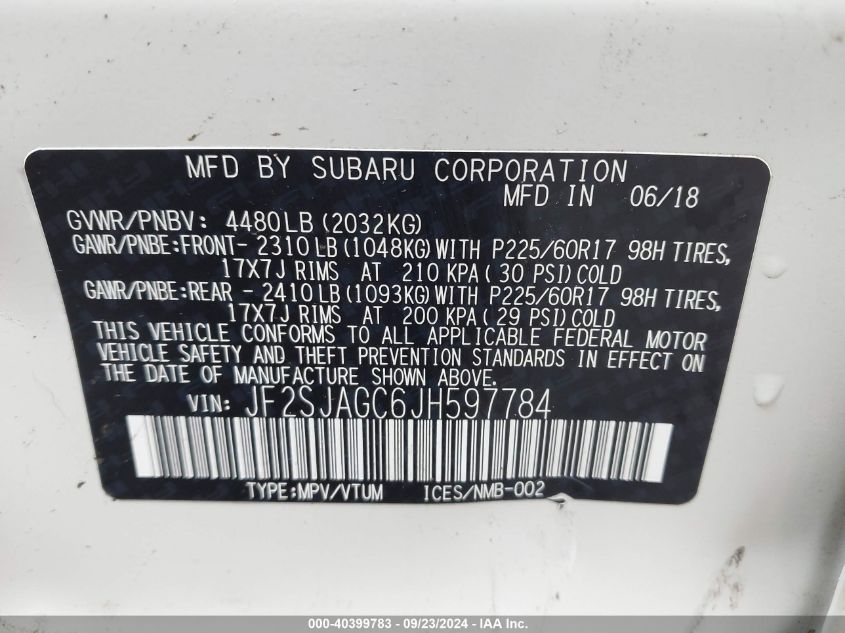 MFD BY SUBARU CORPORATION
MFD IN 06/18
GVWR/PNBV: 4480LB (2032KG)
GAWR/PNBE:FRONT- 2310 LB (1048KG) WITH P225/60R17 98H TIRES,
17X7J RIMS AT 210 KPA ( 30 PSI) COLD
GAWR/PNBE:REAR - 2410 LB (1093KG) WITH P225/60R17 98H TIRES,
17X7J RIMS AT 200 KPA ( 29 PSI) COLD
THIS VEHICLE CONFORMS TO ALL APPLICABLE FEDERAL MOTOR
VEHICLE SAFETY AND THEFT PREVENTION STANDARDS IN EFFECT ON
THE DATE OF MANUFACTURE SHOWN ABOVE.
VIN: JF2SJAGC6JH597784
TYPE:MPV/VTUM ICES/NMB-002
000-40399783 - 09/23/2024 - IAAI.com, Inc.